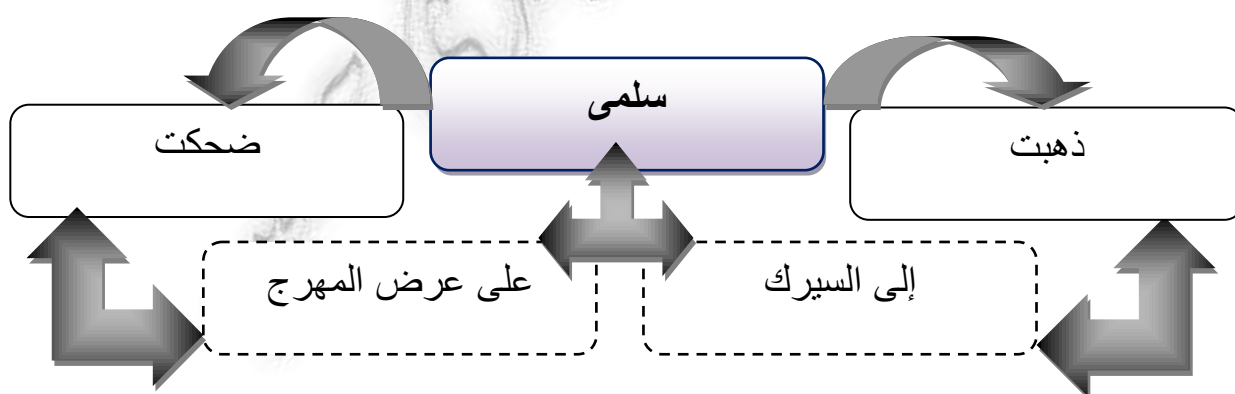 سلمى
ذهبت
ضحكت
إلى السيرك
على عرض المهرج